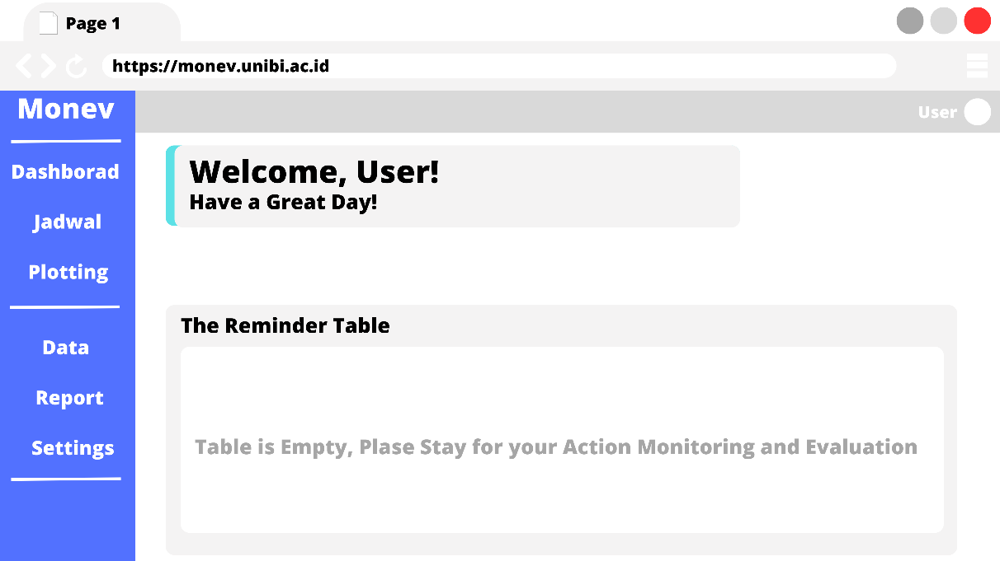 Page 1
https://monev.unibi.ac.id
Monev
User
Dashborad
Jadwal
Plotting
Data
Report
Settings
Welcome, User!
Have a Great Day!
The Reminder Table
Table is Empty, Plase Stay for your Action Monitoring and Evaluation